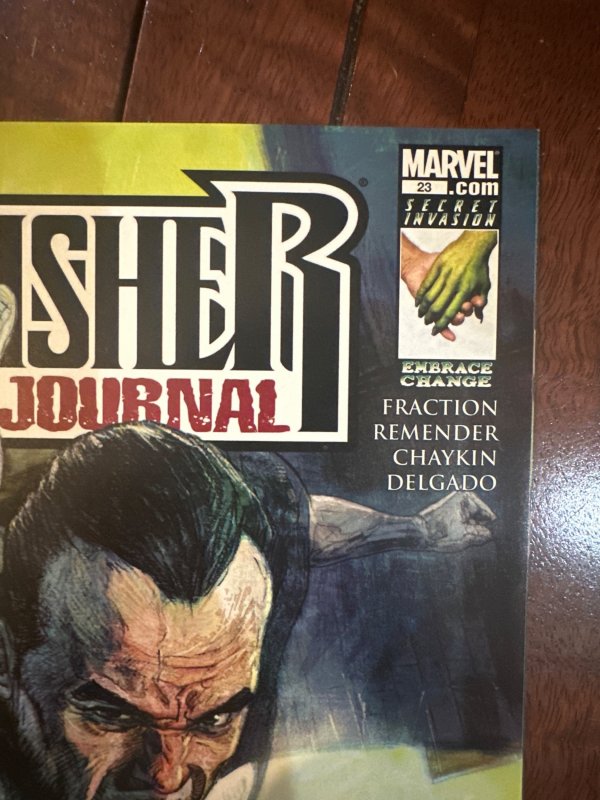 MARVEL
23 .com
SECRET
INVASION
ISHER®
JOURNAL
EMBRACE
CHANGE
FRACTION
REMENDER
CHAYKIN
DELGADO